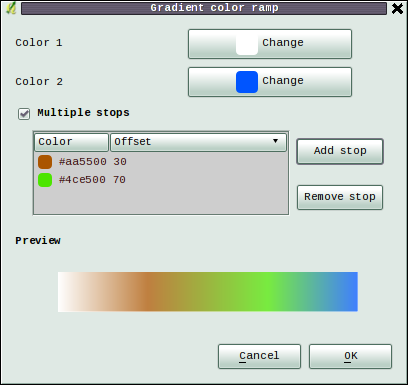 Gradient color ramp
Color 1
Change
Color 2
Change
Multiple stops
Color Offset
#aa5500 30
#4ce500 70
Add stop
Remove stop
Preview
Cancel
OK